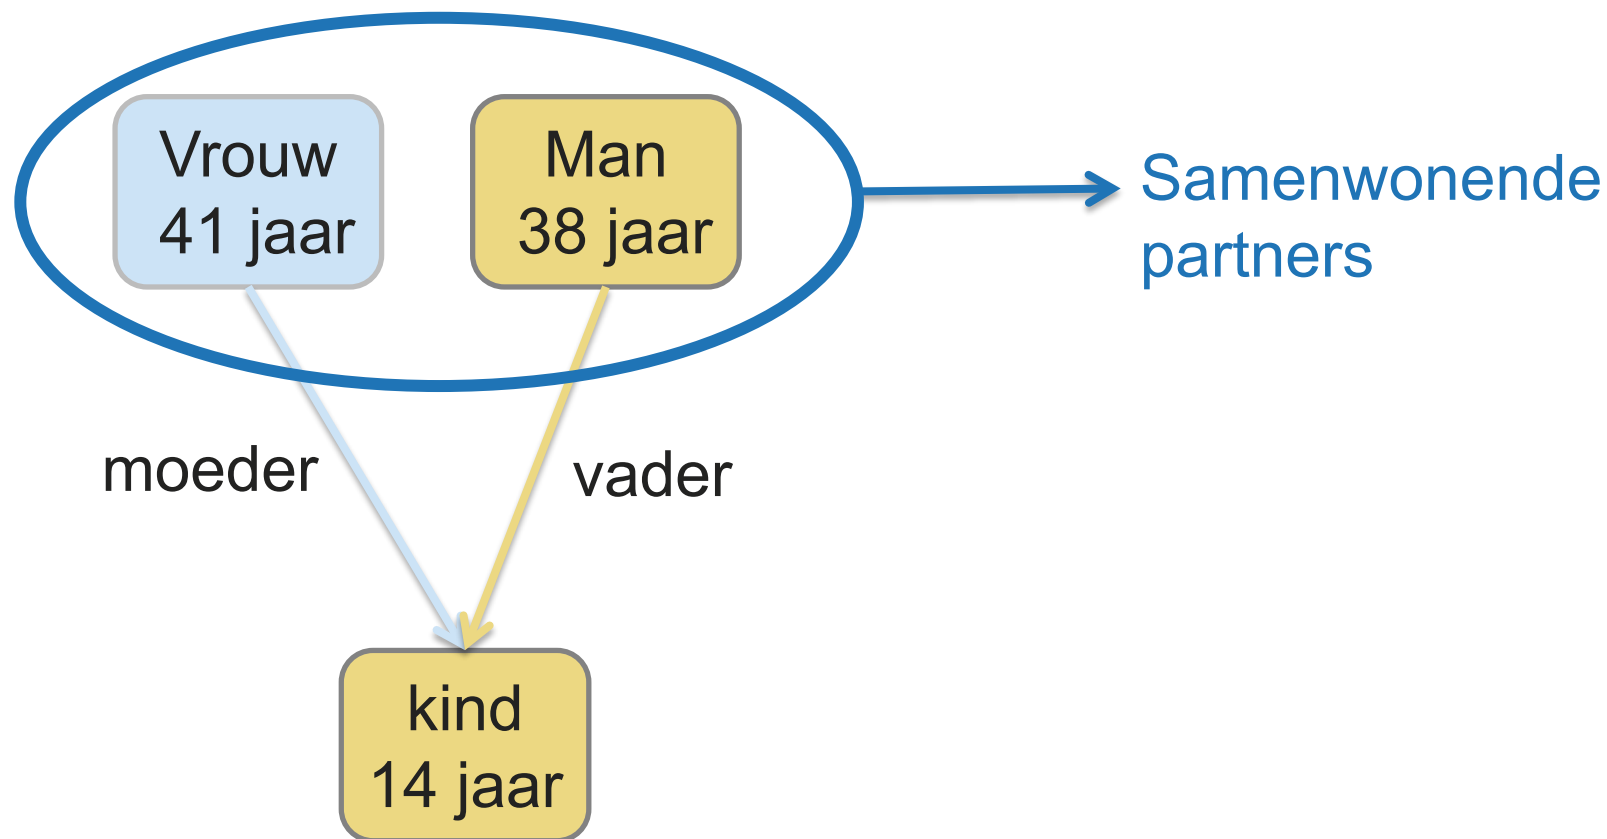 Vrouw
41 jaar
Man
38 jaar
Samenwonende
partners
moeder
vader
kind
14 jaar